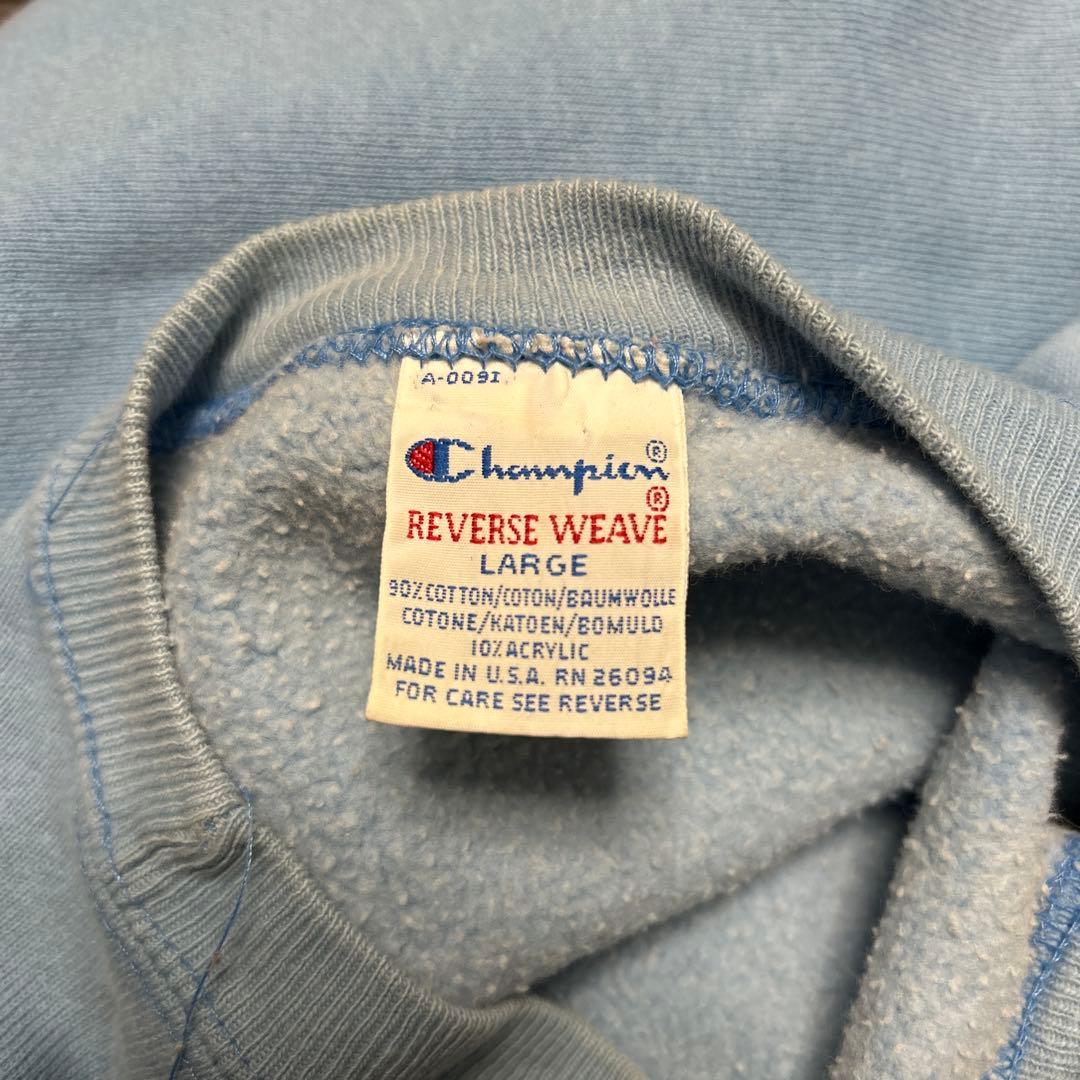 A-0091
Champion®
REVERSE WEAVE®
LARGE
90% COTTON/COTON/BAUMWOLLE
COTONE/KATOEN/BOMULD
10% ACRYLIC
MADE IN U.S.A. RN 26094
FOR CARE SEE REVERSE